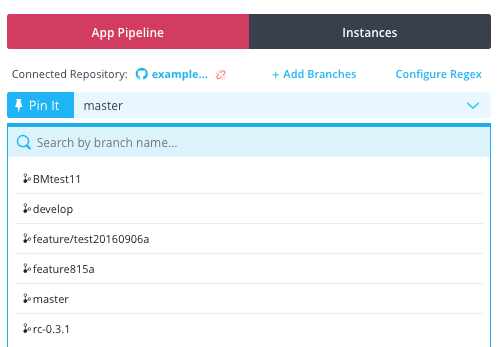 App Pipeline Instances
Connected Repository: example... + Add Branches Configure Regex
Pin It master
Search by branch name...
BMtest11
develop
feature/test20160906a
feature815a
master
rc-0.3.1